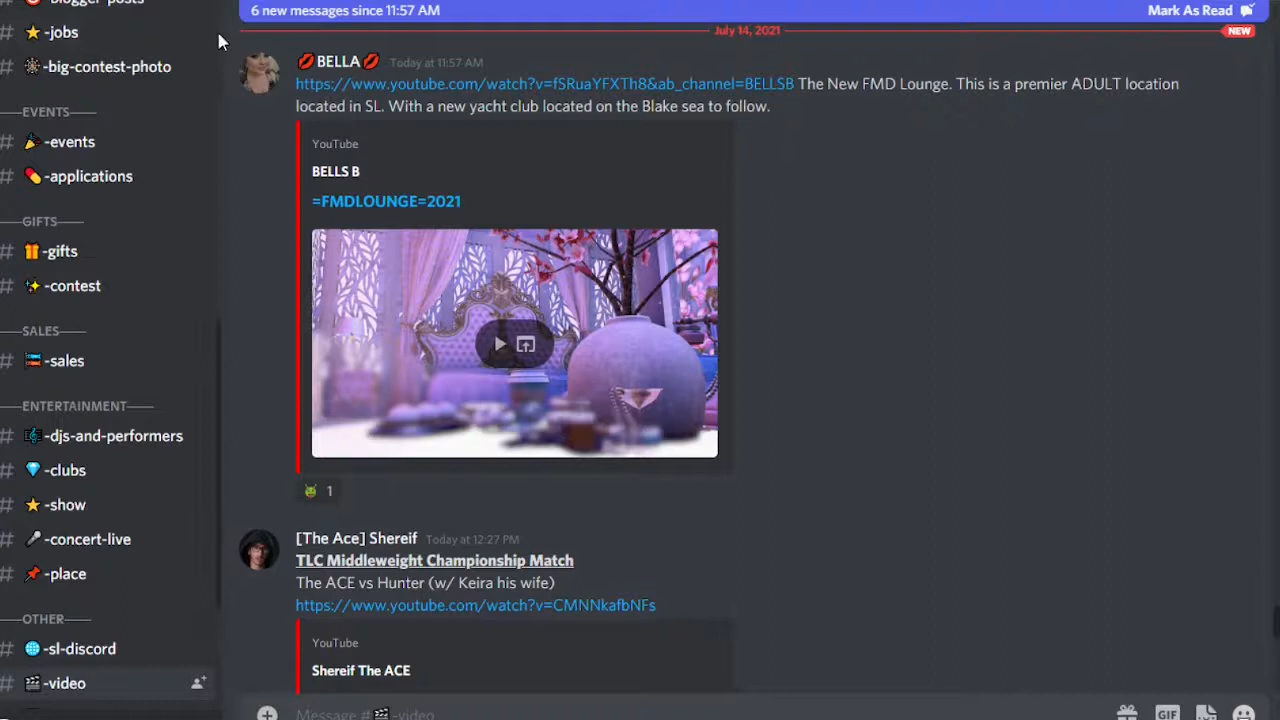 -blogger-posts
# -jobs
# -big-contest-photo
EVENTS
# -events
# -applications
GIFTS
# -gifts
# -contest
SALES
# -sales
ENTERTAINMENT
# -djs-and-performers
# -clubs
# -show
# -concert-live
# -place
OTHER
# -sl-discord
# -video
6 new messages since 11:57 AM
Mark As Read
July 14, 2021
NEW
💋BELLA💋 Today at 11:57 AM
https://www.youtube.com/watch?v=fSRuaYFXTh8&ab_channel=BELLSB The New FMD Lounge. This is a premier ADULT location
located in SL. With a new yacht club located on the Blake sea to follow.
YouTube
BELLS B
=FMDLOUNGE=2021
1
[The Ace] Shereif Today at 12:27 PM
TLC Middleweight Championship Match
The ACE vs Hunter (w/ Keira his wife)
https://www.youtube.com/watch?v=CMNNkafbNFs
YouTube
Shereif The ACE
Message #🎬-video
GIF